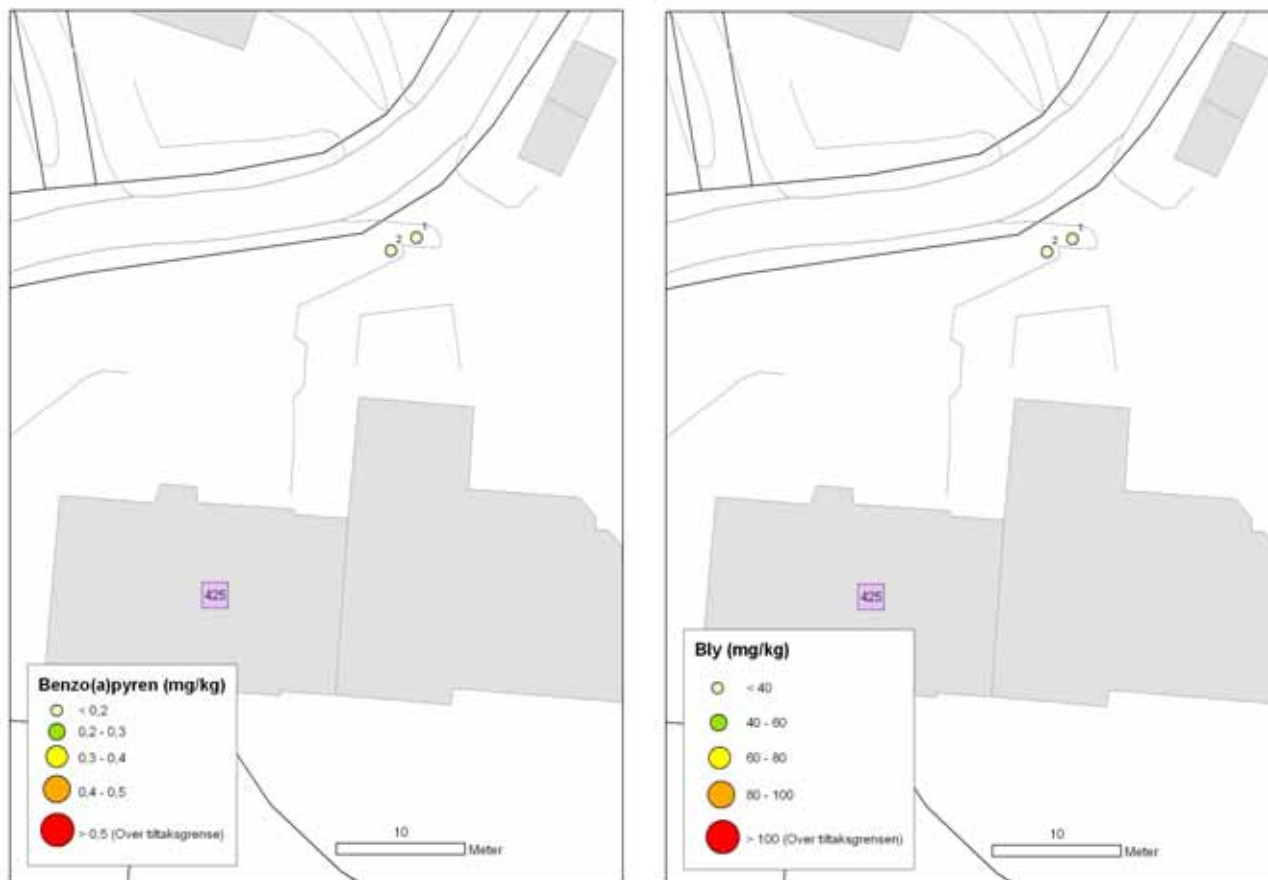 1
2
425
Benzo(a)pyren (mg/kg)
< 0,2
0,2 - 0,3
0,3 - 0,4
0,4 - 0,5
> 0,5 (Over tiltaksgrense)
10
Meter
1
2
425
Bly (mg/kg)
< 40
40 - 60
60 - 80
80 - 100
> 100 (Over tiltaksgrensen)
10
Meter